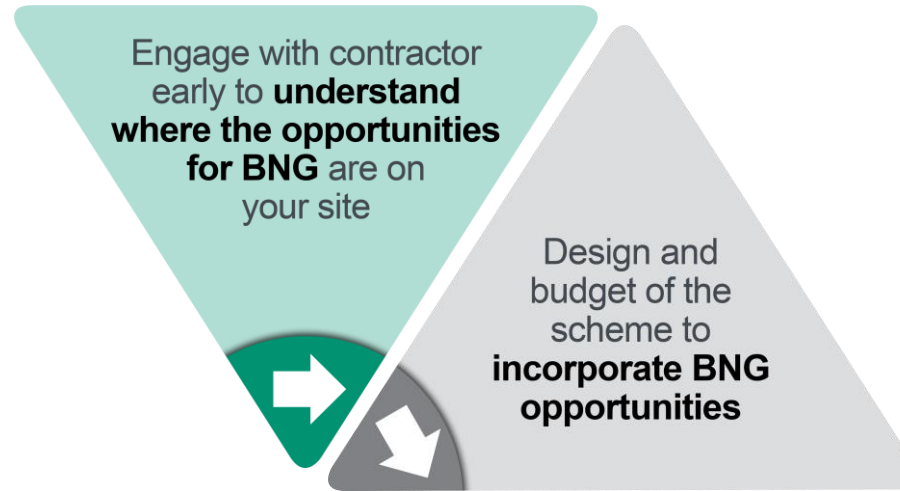 Engage with contractor
early to understand
where the opportunities
for BNG are on
your site
Design and
budget of the
scheme to
incorporate BNG
opportunities